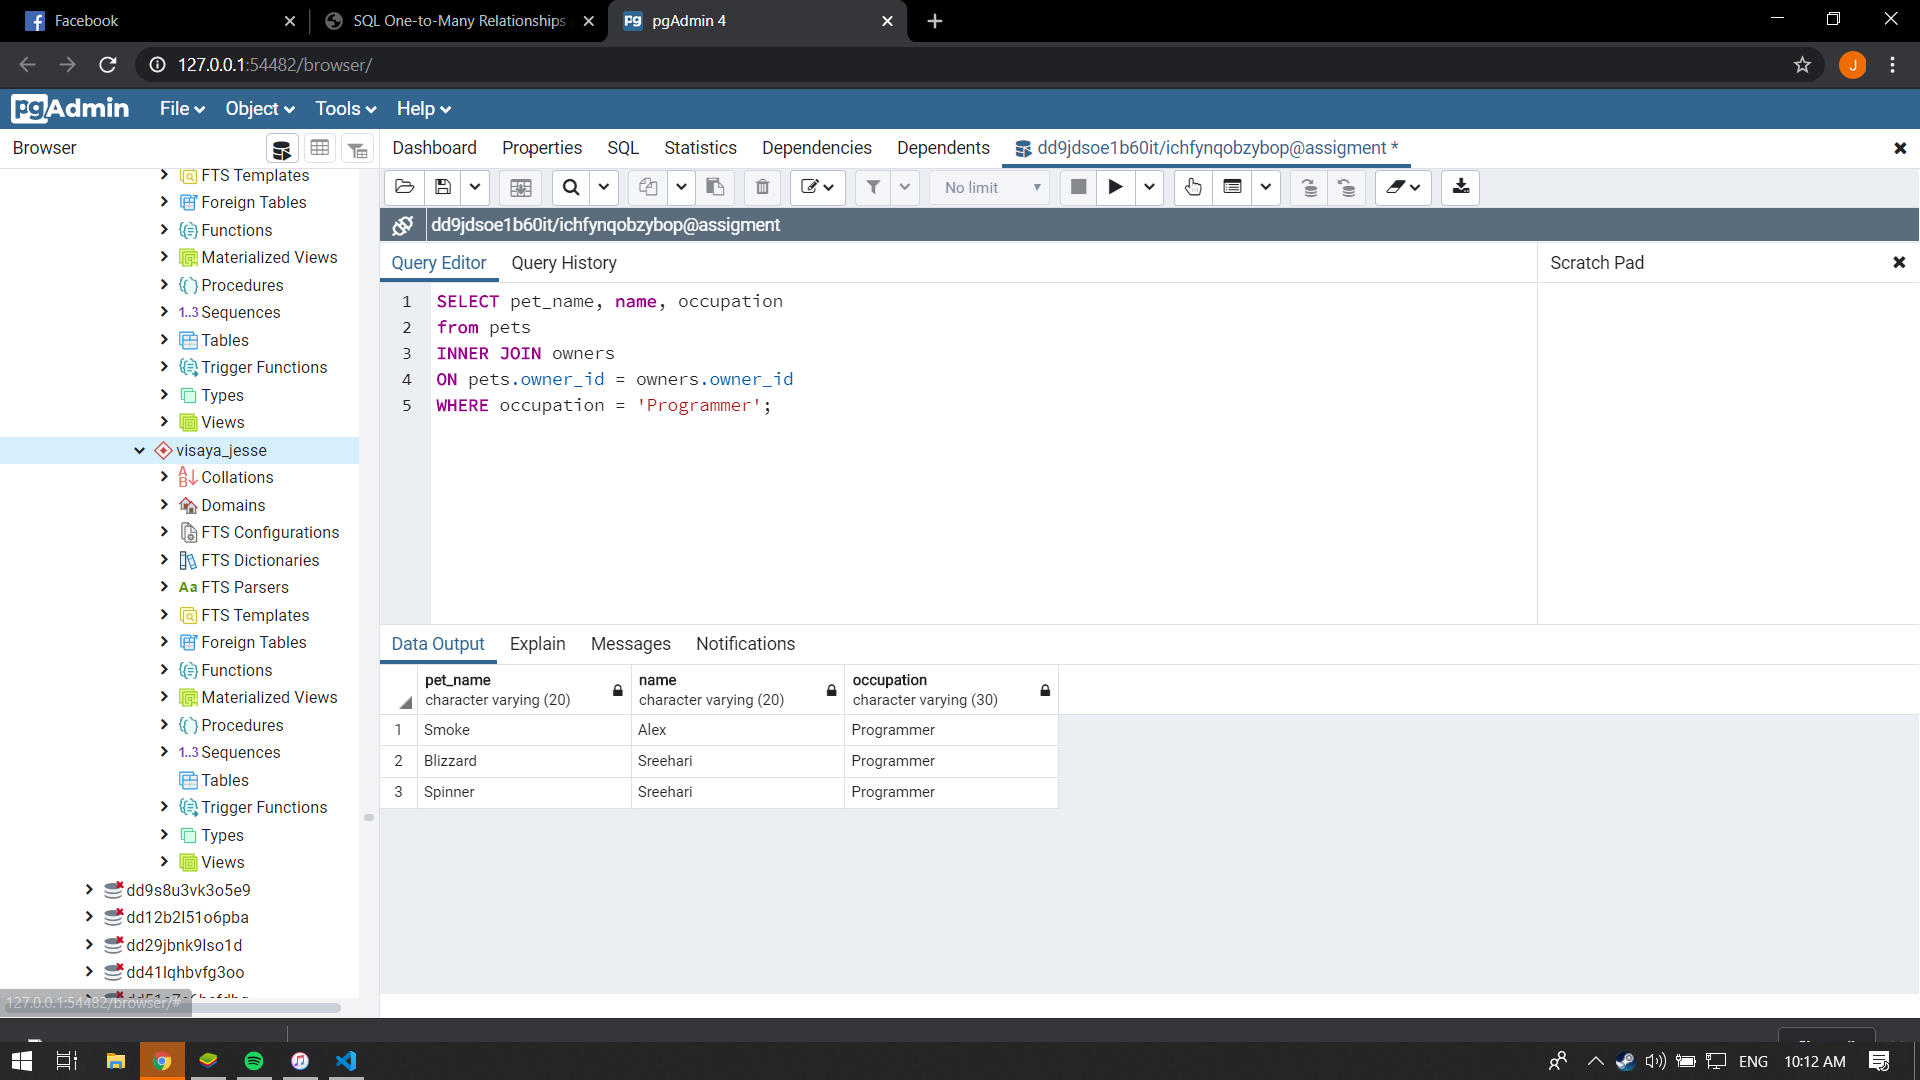 Facebook
SQL One-to-Many Relationships
pgAdmin 4
127.0.0.1:54482/browser/
J
pgAdmin
File
Object
Tools
Help
Browser
Dashboard
Properties
SQL
Statistics
Dependencies
Dependents
dd9jdsoe1b60it/ichfynqobzybop@assigment *
No limit
dd9jdsoe1b60it/ichfynqobzybop@assigment
Query Editor
Query History
Scratch Pad
1 SELECT pet_name, name, occupation
2 from pets
3 INNER JOIN owners
4 ON pets.owner_id = owners.owner_id
5 WHERE occupation = 'Programmer';
FTS Templates
Foreign Tables
Functions
Materialized Views
Procedures
1..3 Sequences
Tables
Trigger Functions
Types
Views
visaya_jesse
Collations
Domains
FTS Configurations
FTS Dictionaries
Aa FTS Parsers
FTS Templates
Foreign Tables
Functions
Materialized Views
Procedures
1..3 Sequences
Tables
Trigger Functions
Types
Views
dd9s8u3vk3o5e9
dd12b2l51o6pba
dd29jbnk9lso1d
dd41lqhbvfg3oo
127.0.0.1:54482/browser/#
Data Output
Explain
Messages
Notifications
pet_name
character varying (20)
name
character varying (20)
occupation
character varying (30)
1 Smoke Alex Programmer
2 Blizzard Sreehari Programmer
3 Spinner Sreehari Programmer
ENG
10:12 AM